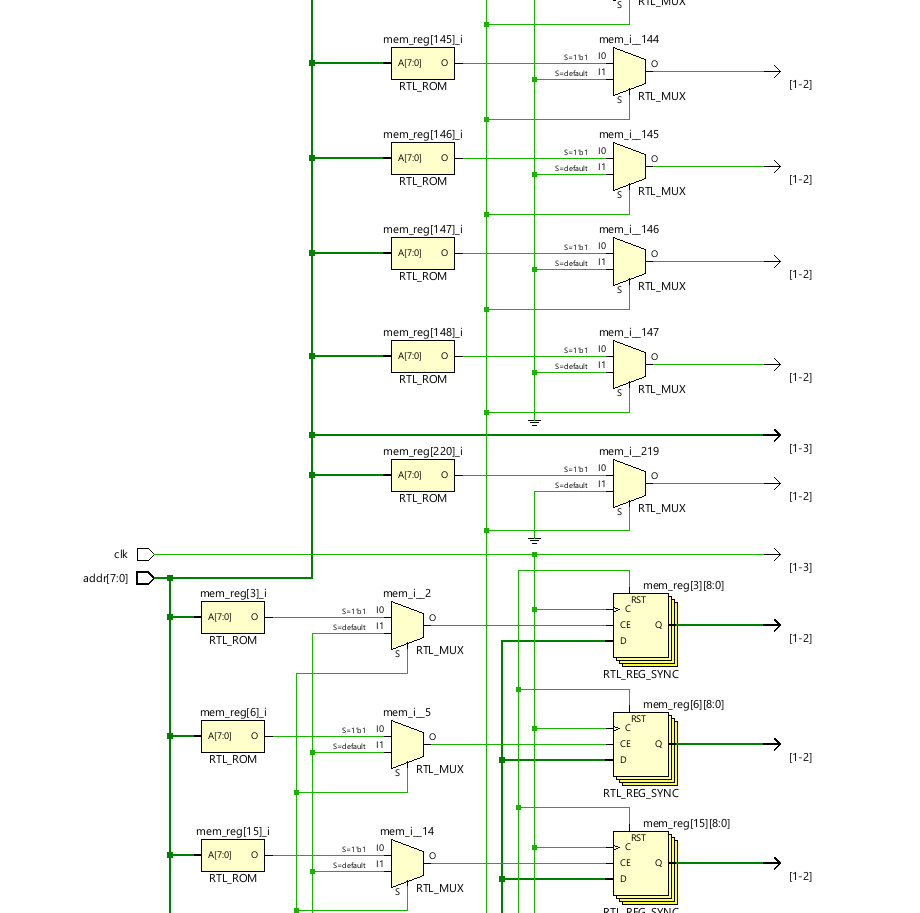 S RTL_MUX
mem_reg[145]_i mem_i__144
A[7:0] O S=1'b1 I0 O
S=default I1
RTL_ROM S RTL_MUX [1-2]
mem_reg[146]_i mem_i__145
A[7:0] O S=1'b1 I0 O
S=default I1
RTL_ROM S RTL_MUX [1-2]
mem_reg[147]_i mem_i__146
A[7:0] O S=1'b1 I0 O
S=default I1
RTL_ROM S RTL_MUX [1-2]
mem_reg[148]_i mem_i__147
A[7:0] O S=1'b1 I0 O
S=default I1
RTL_ROM S RTL_MUX [1-2]
[1-3]
mem_reg[220]_i mem_i__219
A[7:0] O S=1'b1 I0 O
S=default I1
RTL_ROM S RTL_MUX [1-2]
clk
[1-3]
addr[7:0]
mem_reg[3]_i mem_i__2 mem_reg[3][8:0]
RST
A[7:0] O S=1'b1 I0 O C
S=default I1 CE Q
RTL_ROM S RTL_MUX D [1-2]
RTL_REG_SYNC
mem_reg[6]_i mem_i__5 mem_reg[6][8:0]
RST
A[7:0] O S=1'b1 I0 O C
S=default I1 CE Q
RTL_ROM S RTL_MUX D [1-2]
RTL_REG_SYNC
mem_reg[15]_i mem_i__14 mem_reg[15][8:0]
RST
A[7:0] O S=1'b1 I0 O C
S=default I1 CE Q
RTL_ROM S RTL_MUX D [1-2]
RTL_REG_SYNC